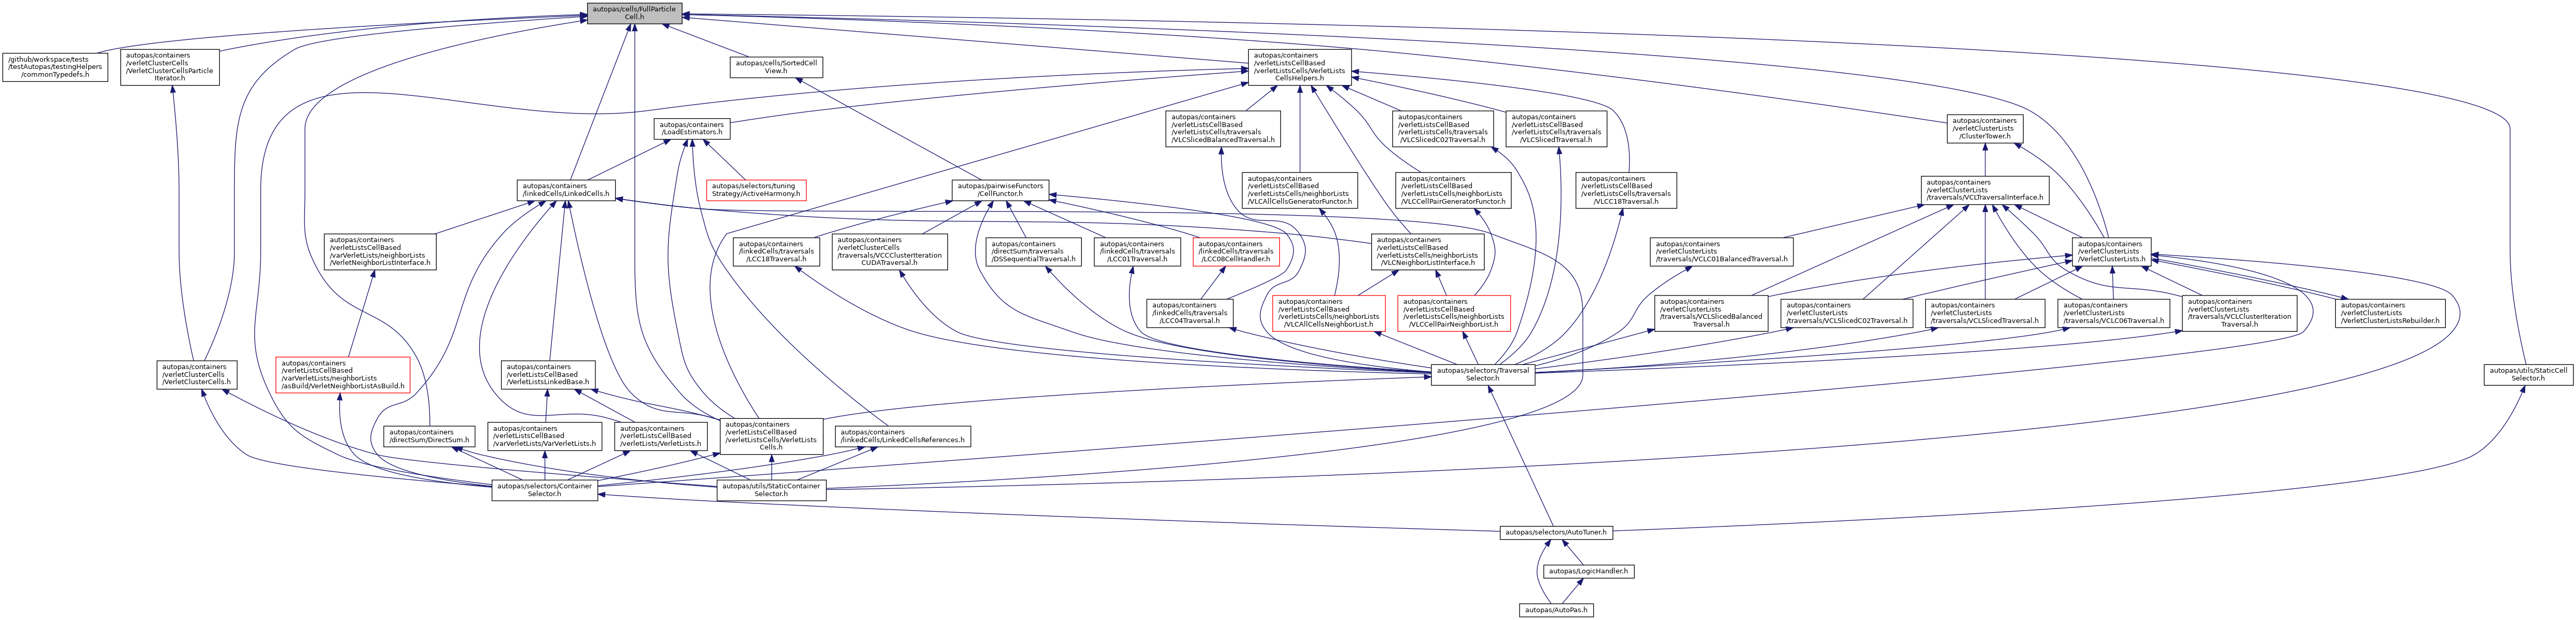 autopas/cells/FullParticle
Cell.h
/github/workspace/tests
/testAutopas/testingHelpers
/commonTypedefs.h
autopas/containers
/verletClusterCells
/VerletClusterCellsParticle
Iterator.h
autopas/cells/SortedCell
View.h
autopas/containers
/verletListsCellBased
/verletListsCells/VerletLists
CellsHelpers.h
autopas/containers
/LoadEstimators.h
autopas/containers
/verletListsCellBased
/verletListsCells/traversals
/VLCSlicedBalancedTraversal.h
autopas/containers
/verletListsCellBased
/verletListsCells/traversals
/VLCSlicedC02Traversal.h
autopas/containers
/verletListsCellBased
/verletListsCells/traversals
/VLCSlicedTraversal.h
autopas/containers
/verletClusterLists
/ClusterTower.h
autopas/containers
/linkedCells/LinkedCells.h
autopas/selectors/tuning
Strategy/ActiveHarmony.h
autopas/pairwiseFunctors
/CellFunctor.h
autopas/containers
/verletListsCellBased
/verletListsCells/neighborLists
/VLCAllCellsGeneratorFunctor.h
autopas/containers
/verletListsCellBased
/verletListsCells/neighborLists
/VLCCellPairGeneratorFunctor.h
autopas/containers
/verletListsCellBased
/verletListsCells/traversals
/VLCC18Traversal.h
autopas/containers
/verletClusterLists
/traversals/VCLTraversalInterface.h
autopas/containers
/verletListsCellBased
/varVerletLists/neighborLists
/VerletNeighborListInterface.h
autopas/containers
/linkedCells/traversals
/LCC18Traversal.h
autopas/containers
/verletClusterCells
/traversals/VCCClusterIteration
CUDATraversal.h
autopas/containers
/directSum/traversals
/DSSequentialTraversal.h
autopas/containers
/linkedCells/traversals
/LCC01Traversal.h
autopas/containers
/linkedCells/traversals
/LCC08CellHandler.h
autopas/containers
/verletListsCellBased
/verletListsCells/neighborLists
/VLCNeighborListInterface.h
autopas/containers
/verletClusterLists
/traversals/VCLC01BalancedTraversal.h
autopas/containers
/verletClusterLists
/VerletClusterLists.h
autopas/containers
/linkedCells/traversals
/LCC04Traversal.h
autopas/containers
/verletListsCellBased
/verletListsCells/neighborLists
/VLCAllCellsNeighborList.h
autopas/containers
/verletListsCellBased
/verletListsCells/neighborLists
/VLCCellPairNeighborList.h
autopas/containers
/verletClusterLists
/traversals/VCLSlicedBalanced
Traversal.h
autopas/containers
/verletClusterLists
/traversals/VCLSlicedC02Traversal.h
autopas/containers
/verletClusterLists
/traversals/VCLSlicedTraversal.h
autopas/containers
/verletClusterLists
/traversals/VCLC06Traversal.h
autopas/containers
/verletClusterLists
/traversals/VCLClusterIteration
Traversal.h
autopas/containers
/verletClusterLists
/VerletClusterListsRebuilder.h
autopas/containers
/verletClusterCells
/VerletClusterCells.h
autopas/containers
/verletListsCellBased
/varVerletLists/neighborLists
/asBuild/VerletNeighborListAsBuild.h
autopas/containers
/verletListsCellBased
/VerletListsLinkedBase.h
autopas/selectors/Traversal
Selector.h
autopas/utils/StaticCell
Selector.h
autopas/containers
/directSum/DirectSum.h
autopas/containers
/verletListsCellBased
/varVerletLists/VarVerletLists.h
autopas/containers
/verletListsCellBased
/verletLists/VerletLists.h
autopas/containers
/verletListsCellBased
/verletListsCells/VerletLists
Cells.h
autopas/containers
/linkedCells/LinkedCellsReferences.h
autopas/selectors/Container
Selector.h
autopas/utils/StaticContainer
Selector.h
autopas/selectors/AutoTuner.h
autopas/LogicHandler.h
autopas/AutoPas.h